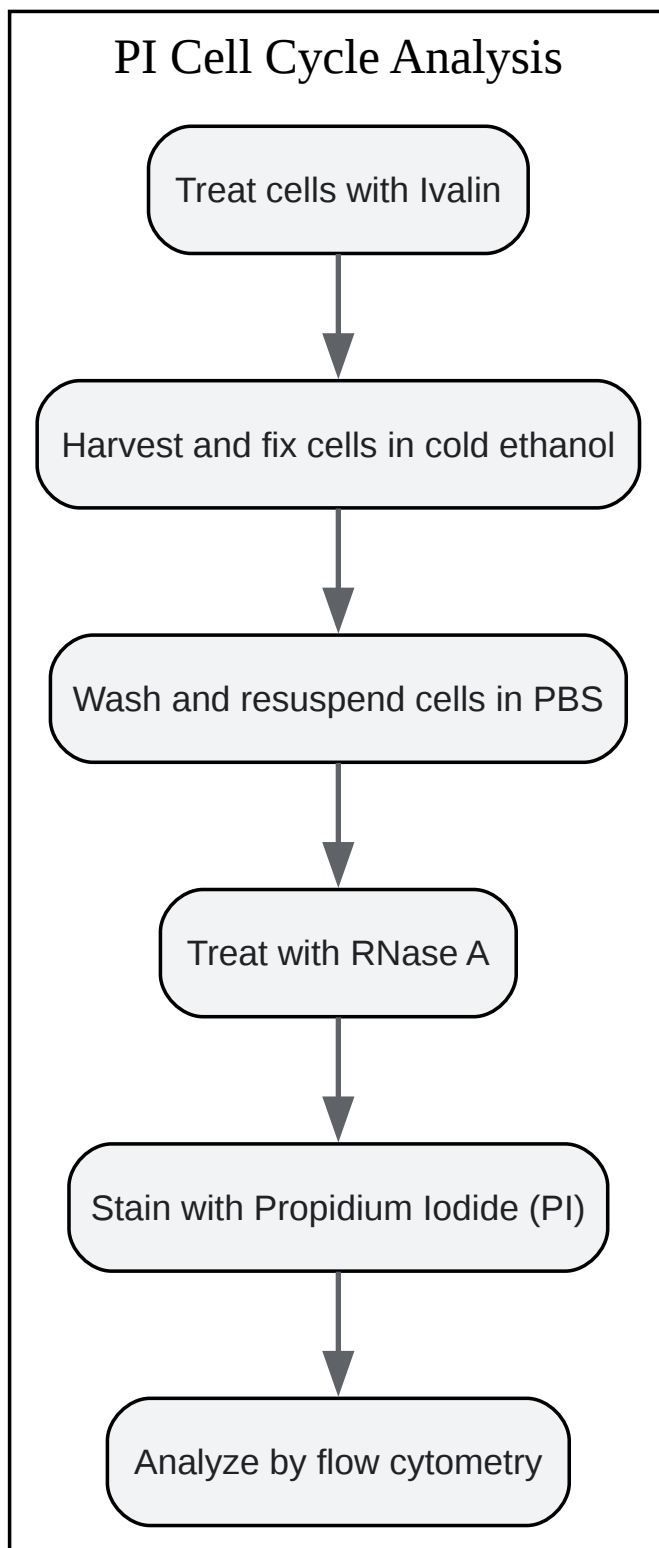 PI Cell Cycle Analysis
Treat cells with Ivalin
Harvest and fix cells in cold ethanol
Wash and resuspend cells in PBS
Treat with RNase A
Stain with Propidium Iodide (PI)
Analyze by flow cytometry